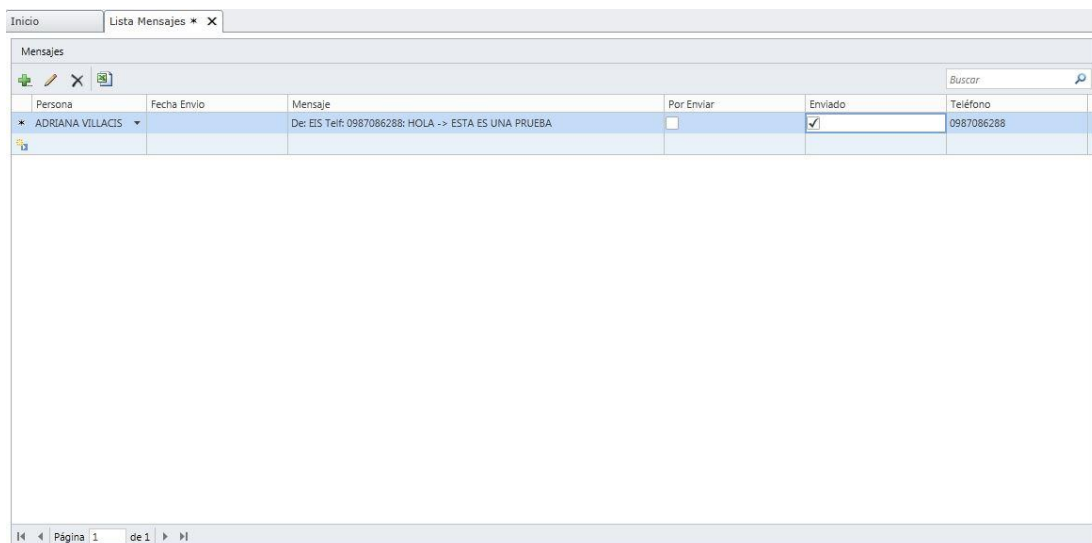 Inicio Lista Mensajes * X
Mensajes
Buscar
Persona Fecha Envio Mensaje Por Enviar Enviado Teléfono
* ADRIANA VILLACIS De: EIS Telf: 0987086288: HOLA -> ESTA ES UNA PRUEBA 0987086288
Página 1 de 1